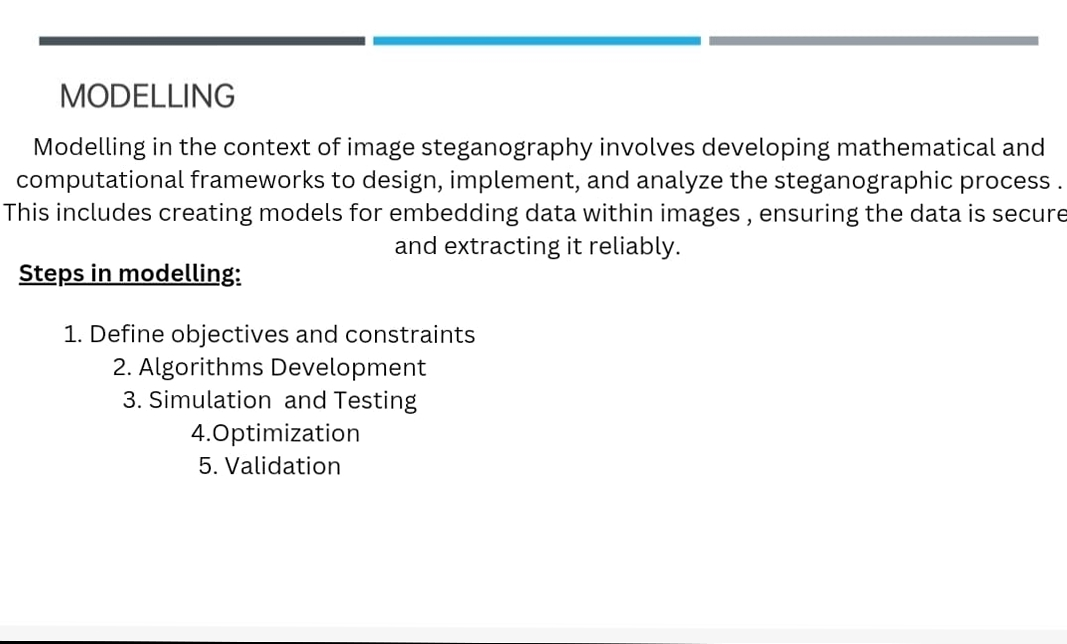 MODELLING
Modelling in the context of image steganography involves developing mathematical and
computational frameworks to design, implement, and analyze the steganographic process .
This includes creating models for embedding data within images , ensuring the data is secure
and extracting it reliably.
Steps in modelling:
1. Define objectives and constraints
2. Algorithms Development
3. Simulation  and Testing
4.Optimization
5. Validation